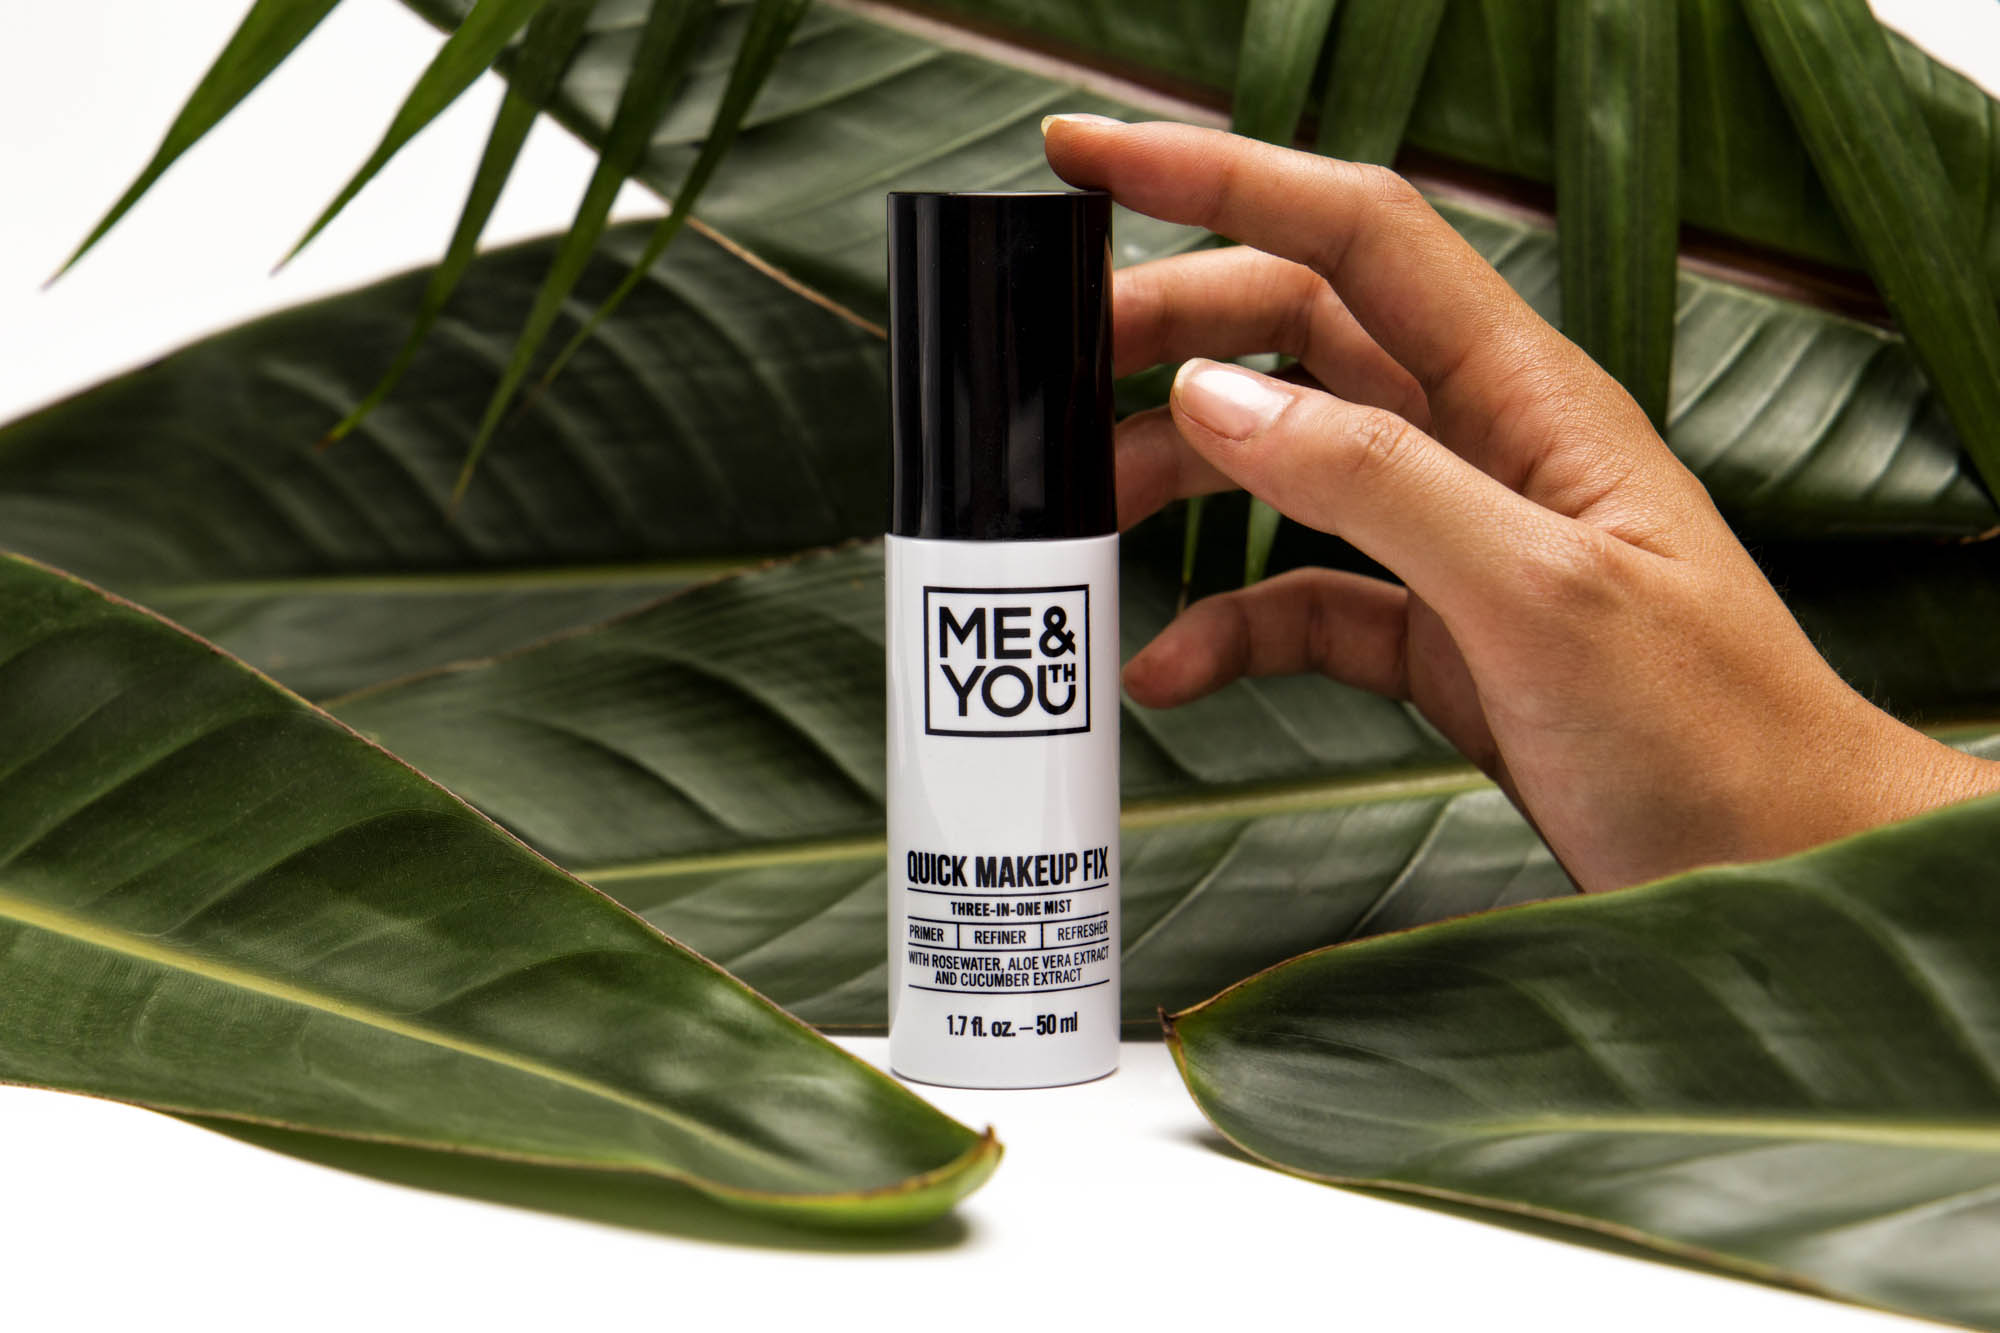 ME&
YOUTH
QUICK MAKEUP FIX
THREE-IN-ONE MIST
PRIMER REFINER REFRESHER
WITH ROSEWATER, ALOE VERA EXTRACT
AND CUCUMBER EXTRACT
1.7 fl. oz. – 50 ml